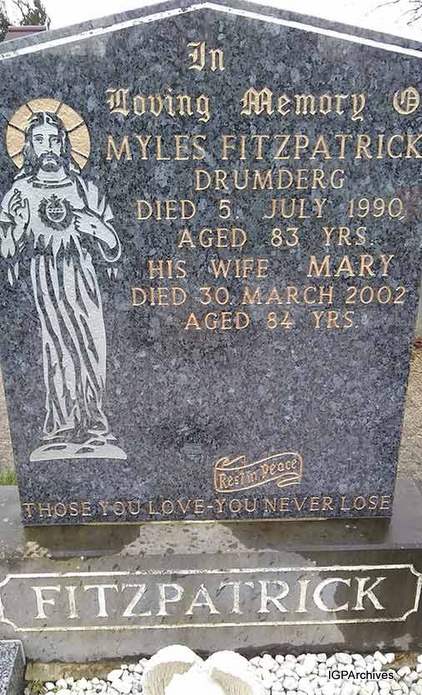 In
Loving Memory O
MYLES FITZPATRICK
DRUMDERG
DIED 5. JULY 1990,
AGED 83 YRS.
HIS WIFE MARY
DIED 30. MARCH 2002
AGED 84 YRS.
Rest in peace
THOSE YOU LOVE-YOU NEVER LOSE
FITZPATRICK
IGPArchives